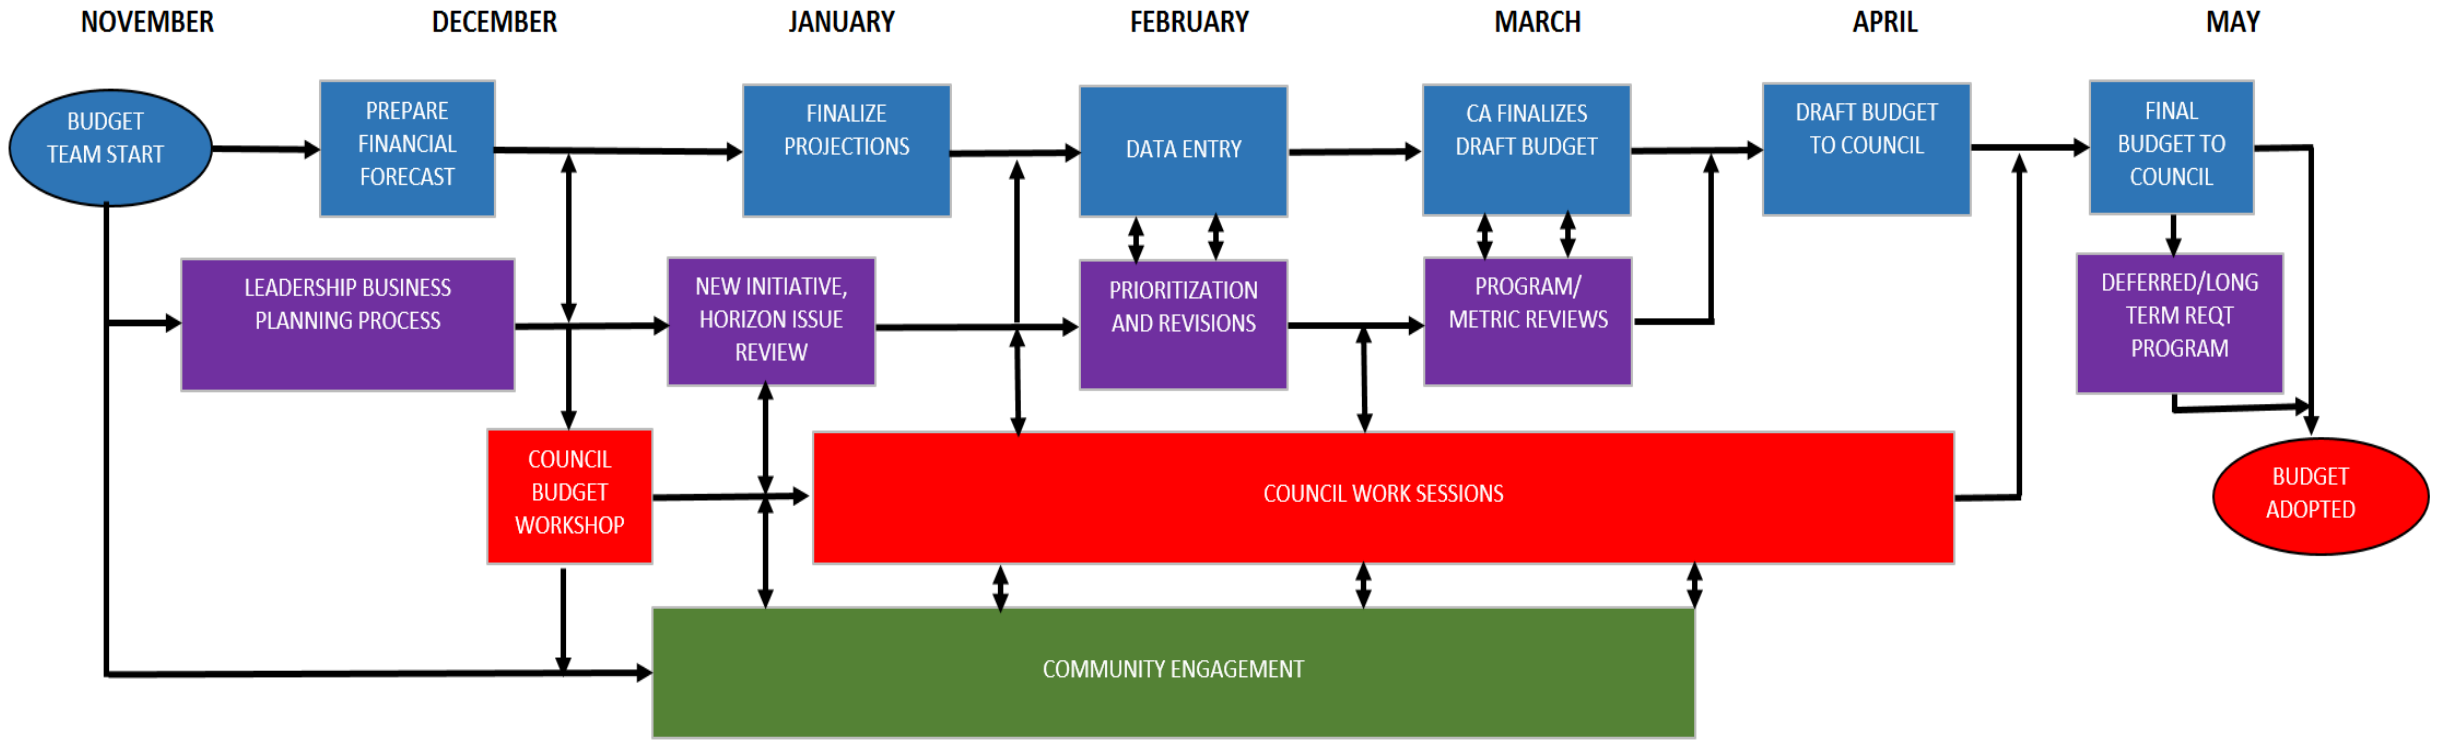 NOVEMBER
DECEMBER
JANUARY
FEBRUARY
MARCH
APRIL
MAY
BUDGET
TEAM START
PREPARE
FINANCIAL
FORECAST
FINALIZE
PROJECTIONS
DATA ENTRY
CA FINALIZES
DRAFT BUDGET
DRAFT BUDGET
TO COUNCIL
FINAL
BUDGET TO
COUNCIL
LEADERSHIP BUSINESS
PLANNING PROCESS
NEW INITIATIVE,
HORIZON ISSUE
REVIEW
PRIORITIZATION
AND REVISIONS
PROGRAM/
METRIC REVIEWS
DEFERRED/LONG
TERM REQT
PROGRAM
COUNCIL
BUDGET
WORKSHOP
COUNCIL WORK SESSIONS
BUDGET
ADOPTED
COMMUNITY ENGAGEMENT